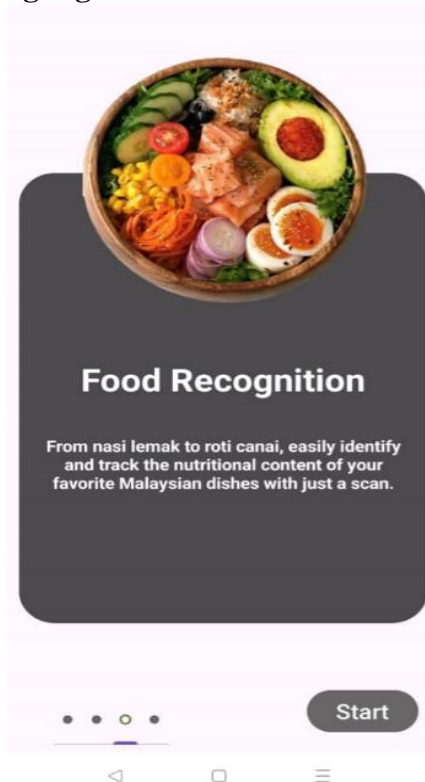 Food Recognition
From nasi lemak to roti canai, easily identify
and track the nutritional content of your
favorite Malaysian dishes with just a scan.
Start